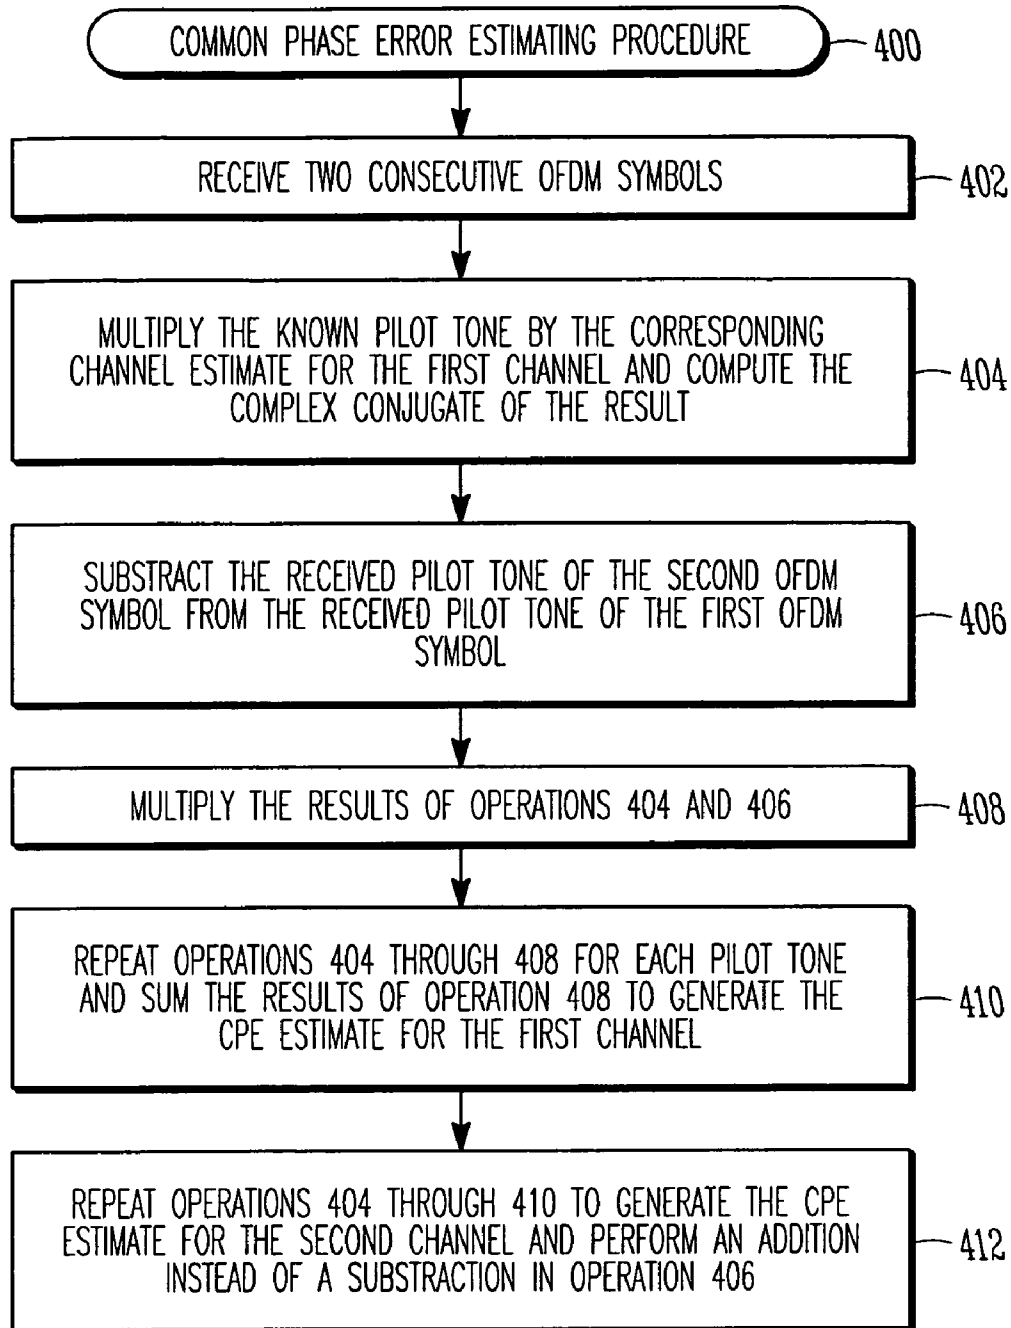 COMMON PHASE ERROR ESTIMATING PROCEDURE
400
RECEIVE TWO CONSECUTIVE OFDM SYMBOLS
402
MULTIPLY THE KNOWN PILOT TONE BY THE CORRESPONDING
CHANNEL ESTIMATE FOR THE FIRST CHANNEL AND COMPUTE THE
COMPLEX CONJUGATE OF THE RESULT
404
SUBSTRACT THE RECEIVED PILOT TONE OF THE SECOND OFDM
SYMBOL FROM THE RECEIVED PILOT TONE OF THE FIRST OFDM
SYMBOL
406
MULTIPLY THE RESULTS OF OPERATIONS 404 AND 406
408
REPEAT OPERATIONS 404 THROUGH 408 FOR EACH PILOT TONE
AND SUM THE RESULTS OF OPERATION 408 TO GENERATE THE
CPE ESTIMATE FOR THE FIRST CHANNEL
410
REPEAT OPERATIONS 404 THROUGH 410 TO GENERATE THE CPE
ESTIMATE FOR THE SECOND CHANNEL AND PERFORM AN ADDITION
INSTEAD OF A SUBSTRACTION IN OPERATION 406
412